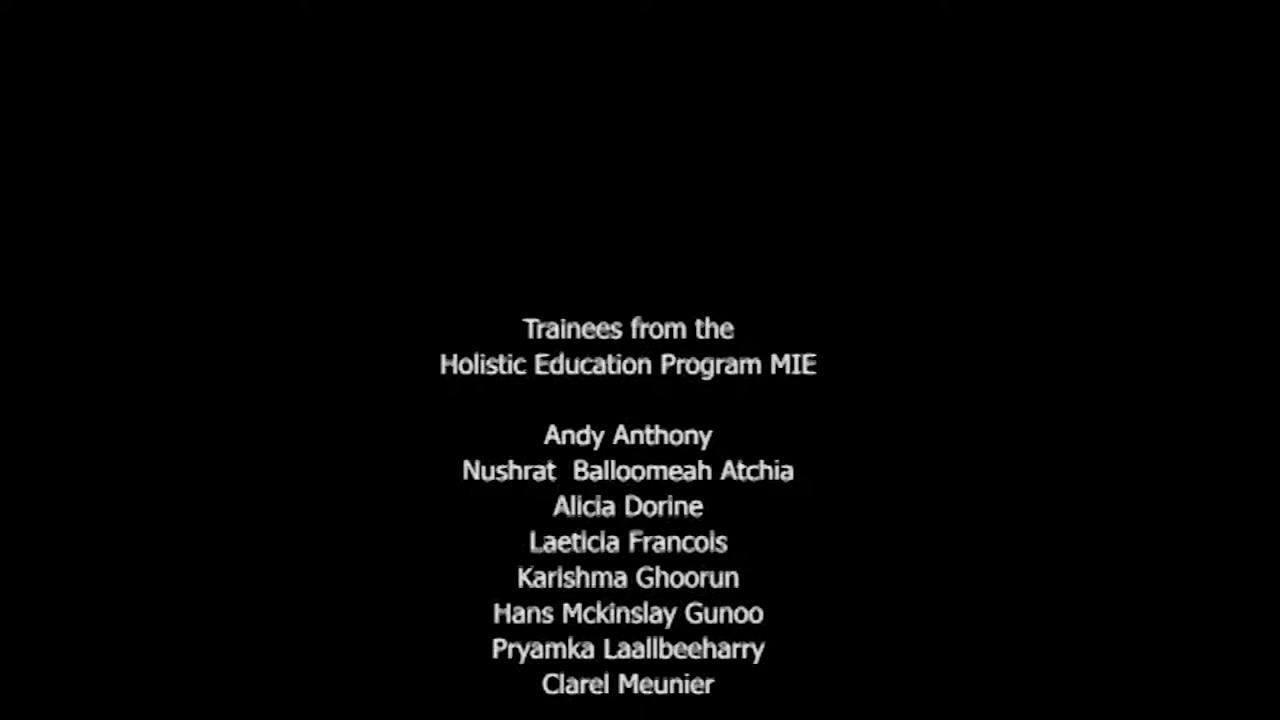 Trainees from the
Holistic Education Program MIE
Andy Anthony
Nushrat Balloomeah Atchia
Alicia Dorine
Laeticia Francois
Karishma Ghoorun
Hans Mckinslay Gunoo
Pryamka Laallbeeharry
Clarel Meunier